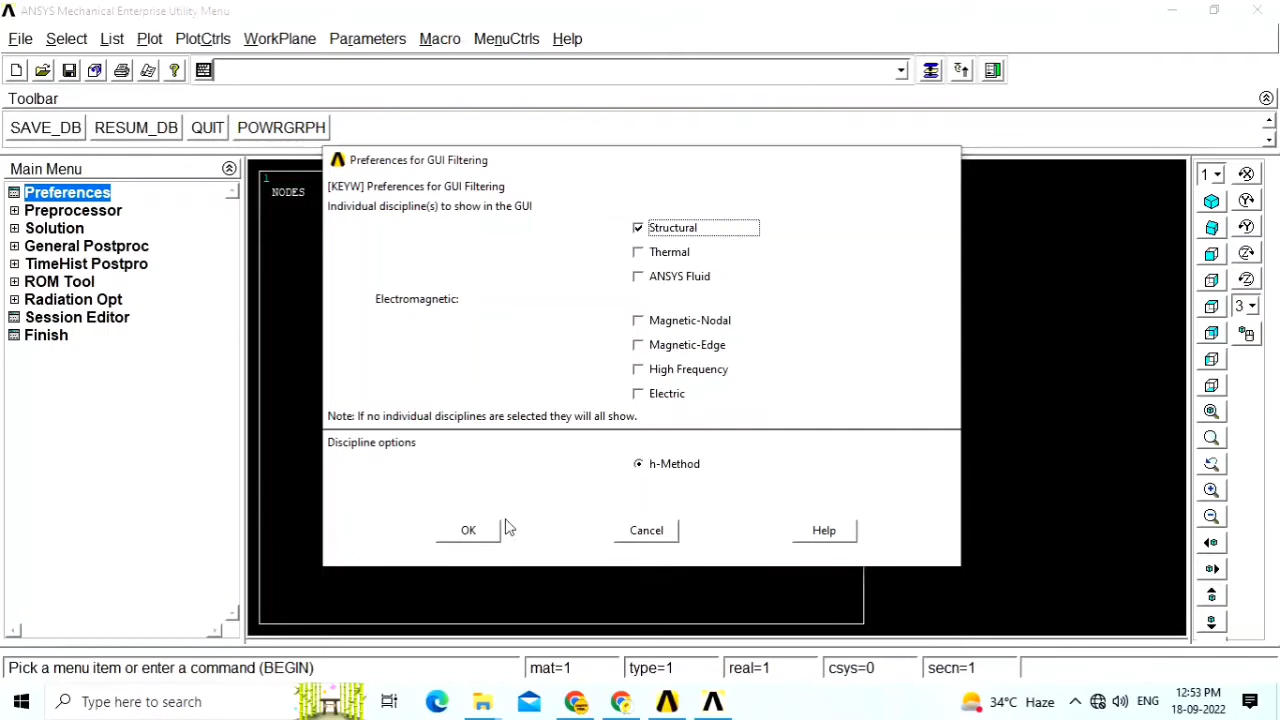 ANSYS Mechanical Enterprise Utility Menu
File Select List Plot PlotCtrls WorkPlane Parameters Macro MenuCtrls Help
Toolbar
SAVE_DB RESUM_DB QUIT POWRGRPH
Main Menu
Preferences
Preprocessor
Solution
General Postproc
TimeHist Postpro
ROM Tool
Radiation Opt
Session Editor
Finish
1
NODES
Preferences for GUI Filtering
[KEYW] Preferences for GUI Filtering
Individual discipline(s) to show in the GUI
Structural
Thermal
ANSYS Fluid
Electromagnetic:
Magnetic-Nodal
Magnetic-Edge
High Frequency
Electric
Note: If no individual disciplines are selected they will all show.
Discipline options
h-Method
OK Cancel Help
1
3
Pick a menu item or enter a command (BEGIN) mat=1 type=1 real=1 csys=0 secn=1
Type here to search
34°C Haze ENG
12:53 PM
18-09-2022